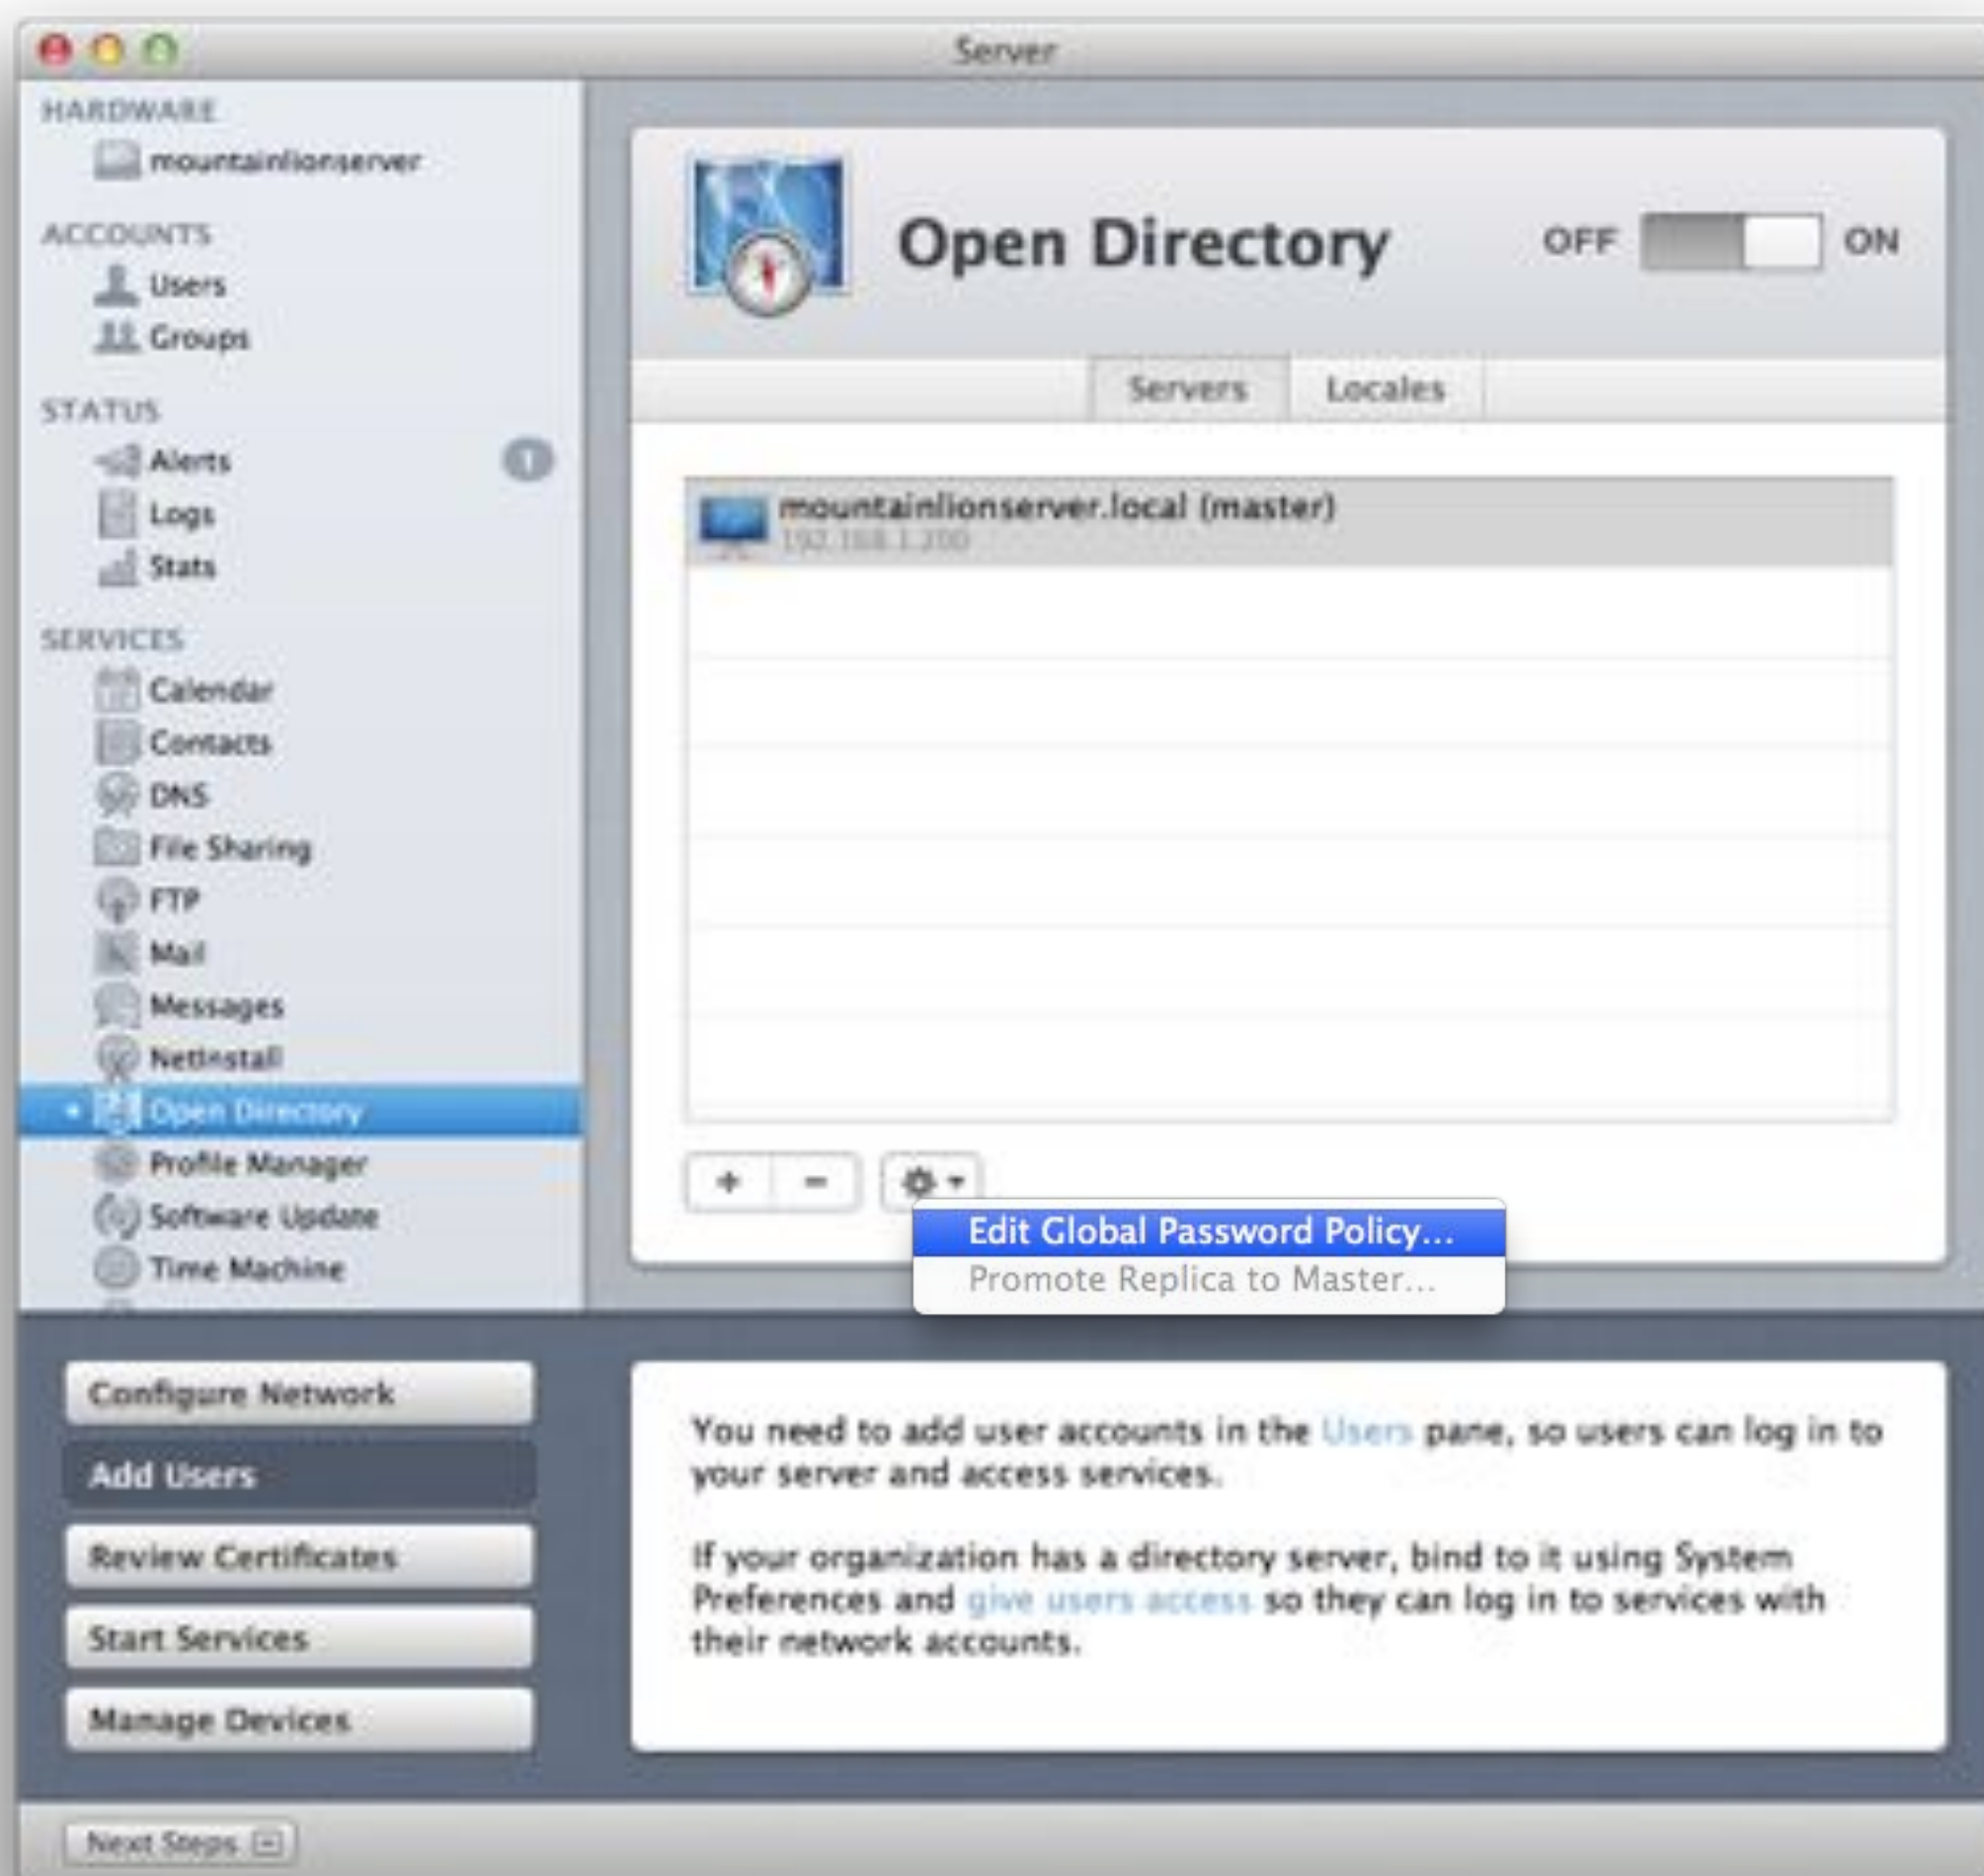 Server
HARDWARE
mountainlionserver
ACCOUNTS
Users
Groups
STATUS
Alerts
1
Logs
Stats
SERVICES
Calendar
Contacts
DNS
File Sharing
FTP
Mail
Messages
NetInstall
Open Directory
Profile Manager
Software Update
Time Machine
Open Directory
OFF
ON
Servers
Locales
mountainlionserver.local (master)
192.168.1.200
Edit Global Password Policy...
Promote Replica to Master...
Configure Network
Add Users
Review Certificates
Start Services
Manage Devices
You need to add user accounts in the Users pane, so users can log in to
your server and access services.
If your organization has a directory server, bind to it using System
Preferences and give users access so they can log in to services with
their network accounts.
Next Steps